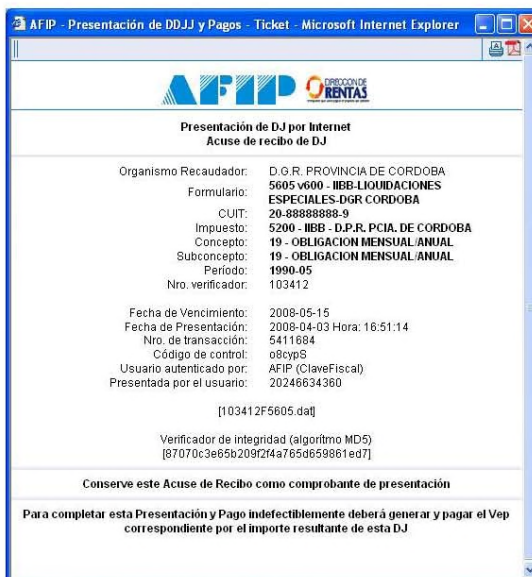 AFIP - Presentación de DDJJ y Pagos - Ticket - Microsoft Internet Explorer
AFIP DIRECCION DE
RENTAS
Presentación de DJ por Internet
Acuse de recibo de DJ
Organismo Recaudador: D.G.R. PROVINCIA DE CORDOBA
Formulario: 5605 v600 - IIBB-LIQUIDACIONES
ESPECIALES-DGR CORDOBA
CUIT: 20-88888888-9
Impuesto: 5200 - IIBB - D.P.R. PCIA. DE CORDOBA
Concepto: 19 - OBLIGACION MENSUAL/ANUAL
Subconcepto: 19 - OBLIGACION MENSUAL/ANUAL
Período: 1990-05
Nro. verificador: 103412
Fecha de Vencimiento: 2008-05-15
Fecha de Presentación: 2008-04-03 Hora: 16:51:14
Nro. de transacción: 5411684
Código de control: o8cypS
Usuario autenticado por: AFIP (ClaveFiscal)
Presentada por el usuario: 20246634360
[103412F5605.dat]
Verificador de integridad (algorítmo MD5)
[87070c3e65b209f2f4a765d659861ed7]
Conserve este Acuse de Recibo como comprobante de presentación
Para completar esta Presentación y Pago indefectiblemente deberá generar y pagar el Vep
correspondiente por el importe resultante de esta DJ